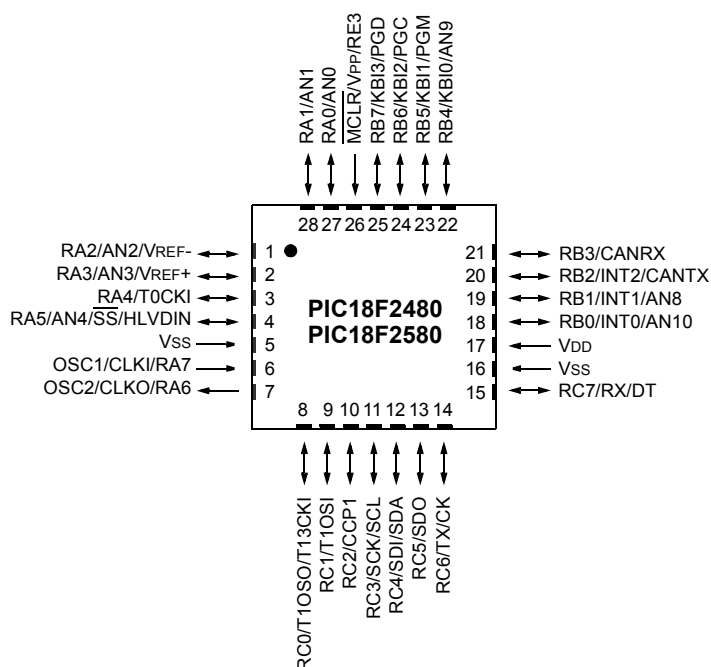 RA1/AN1
RA0/AN0
MCLR/VPP/RE3
RB7/KBI3/PGD
RB6/KBI2/PGC
RB5/KBI1/PGM
RB4/KBI0/AN9
28 27 26 25 24 23 22
RA2/AN2/VREF- 1
RA3/AN3/VREF+ 2
RA4/T0CKI 3
RA5/AN4/SS/HLVDIN 4
VSS 5
OSC1/CLKI/RA7 6
OSC2/CLKO/RA6 7
PIC18F2480
PIC18F2580
21 RB3/CANRX
20 RB2/INT2/CANTX
19 RB1/INT1/AN8
18 RB0/INT0/AN10
17 VDD
16 VSS
15 RC7/RX/DT
8 9 10 11 12 13 14
RC0/T1OSO/T13CKI
RC1/T1OSI
RC2/CCP1
RC3/SCK/SCL
RC4/SDI/SDA
RC5/SDO
RC6/TX/CK